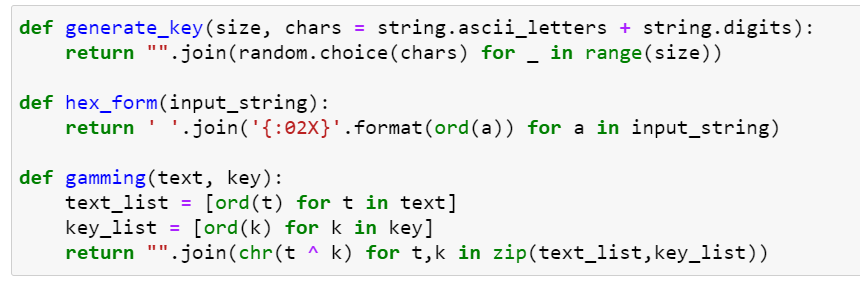 def generate_key(size, chars = string.ascii_letters + string.digits):
    return "".join(random.choice(chars) for _ in range(size))

def hex_form(input_string):
    return ' '.join('{:02X}'.format(ord(a)) for a in input_string)

def gamming(text, key):
    text_list = [ord(t) for t in text]
    key_list = [ord(k) for k in key]
    return "".join(chr(t ^ k) for t,k in zip(text_list,key_list))